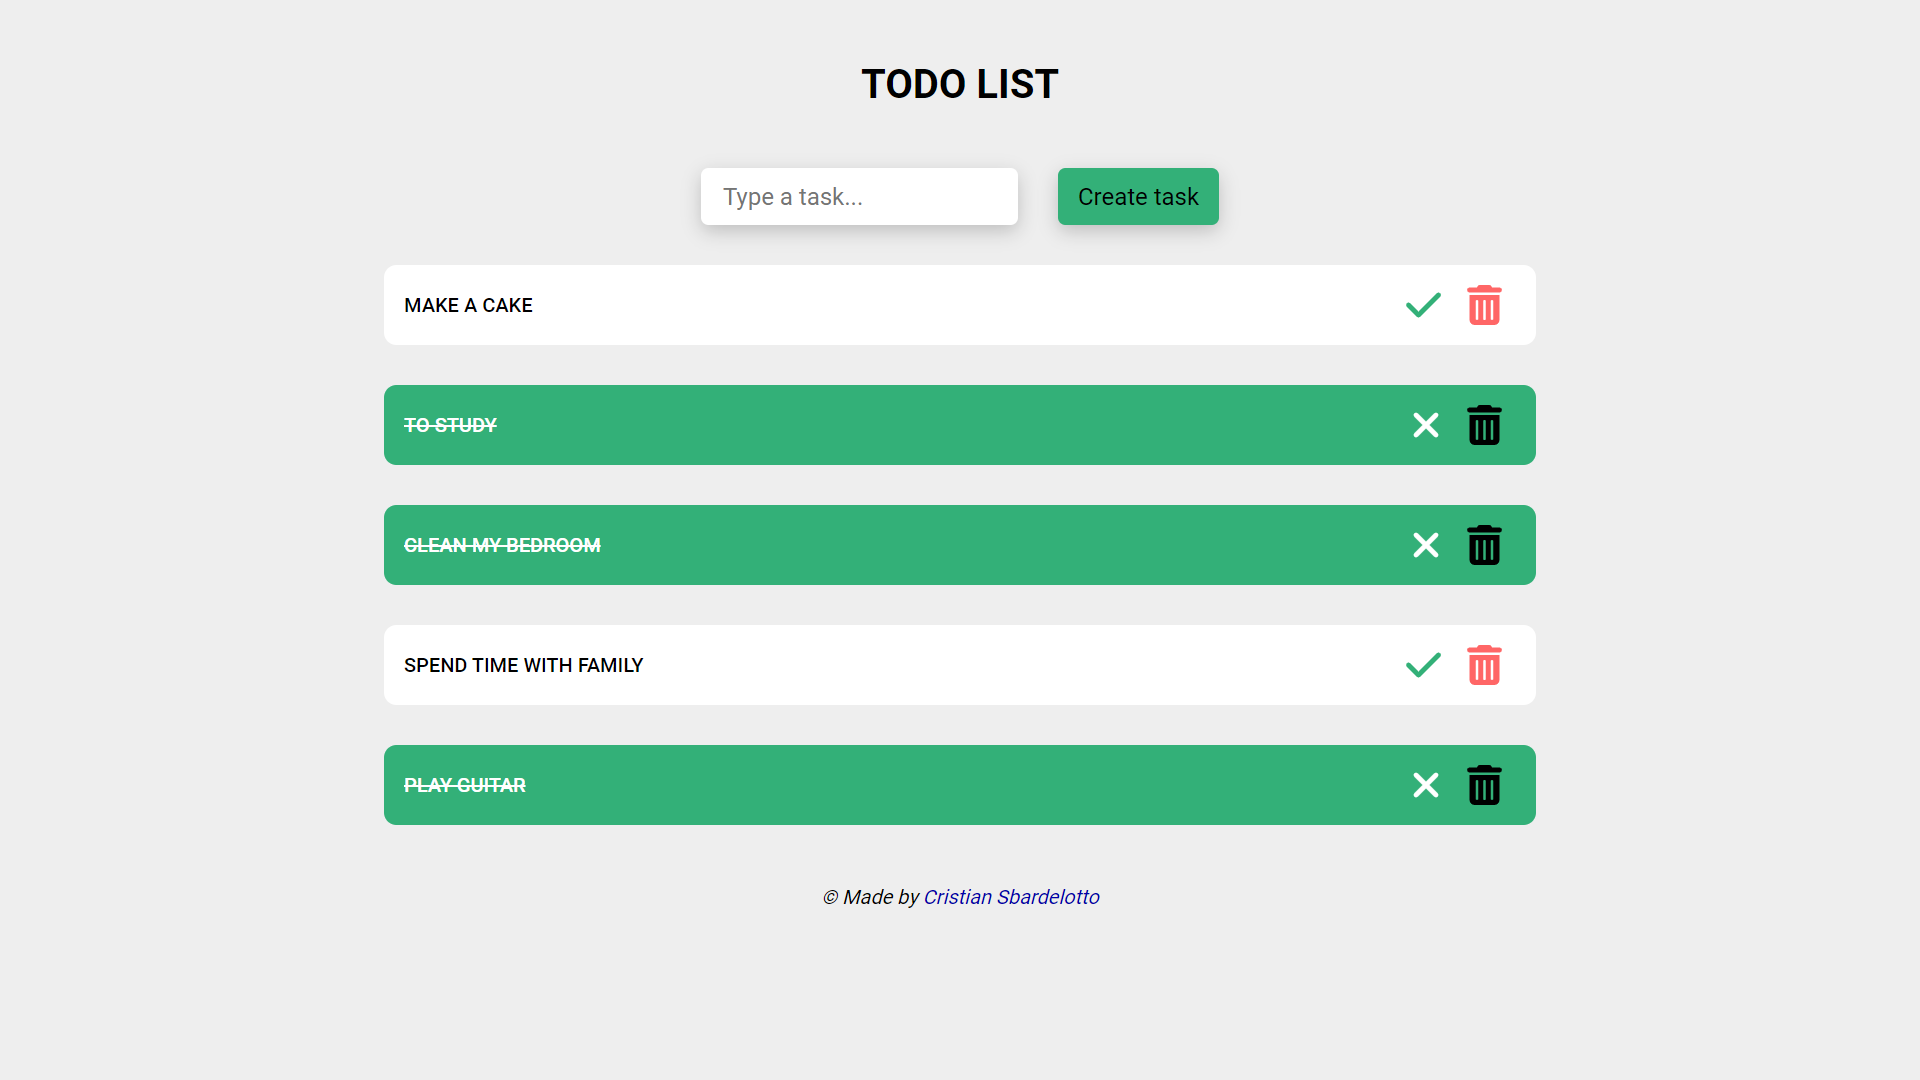 TODO LIST
Type a task...
Create task
MAKE A CAKE
TO STUDY
CLEAN MY BEDROOM
SPEND TIME WITH FAMILY
PLAY GUITAR
© Made by Cristian Sbardelotto